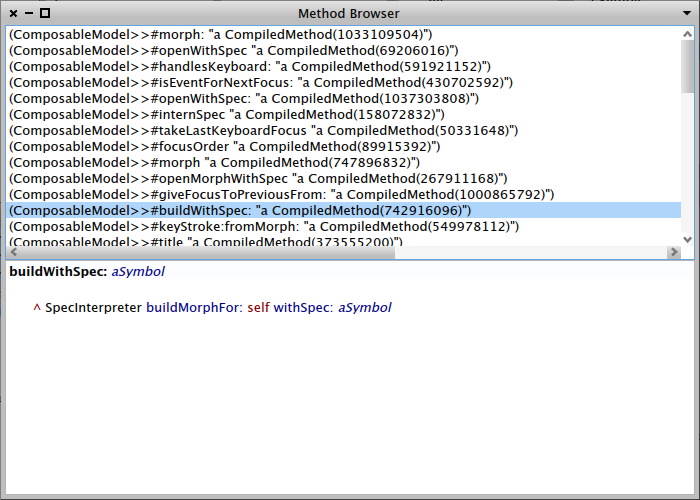 Method Browser
(ComposableModel>>#morph: "a CompiledMethod(1033109504)")
(ComposableModel>>#openWithSpec "a CompiledMethod(69206016)")
(ComposableModel>>#handlesKeyboard: "a CompiledMethod(591921152)")
(ComposableModel>>#isEventForNextFocus: "a CompiledMethod(430702592)")
(ComposableModel>>#openWithSpec: "a CompiledMethod(1037303808)")
(ComposableModel>>#internSpec "a CompiledMethod(158072832)")
(ComposableModel>>#takeLastKeyboardFocus "a CompiledMethod(50331648)")
(ComposableModel>>#focusOrder "a CompiledMethod(89915392)")
(ComposableModel>>#morph "a CompiledMethod(747896832)")
(ComposableModel>>#openMorphWithSpec "a CompiledMethod(267911168)")
(ComposableModel>>#giveFocusToPreviousFrom: "a CompiledMethod(1000865792)")
(ComposableModel>>#buildWithSpec: "a CompiledMethod(742916096)")
(ComposableModel>>#keyStroke:fromMorph: "a CompiledMethod(549978112)")
(ComposableModel>>#title "a CompiledMethod(373555200)")
buildWithSpec: aSymbol
^ SpecInterpreter buildMorphFor: self withSpec: aSymbol